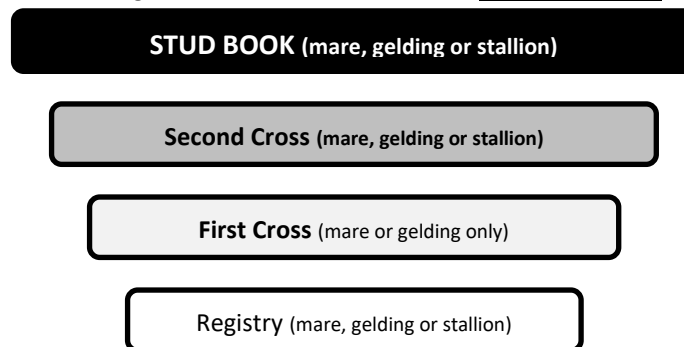 STUD BOOK (mare, gelding or stallion)
Second Cross (mare, gelding or stallion)
First Cross (mare or gelding only)
Registry (mare, gelding or stallion)